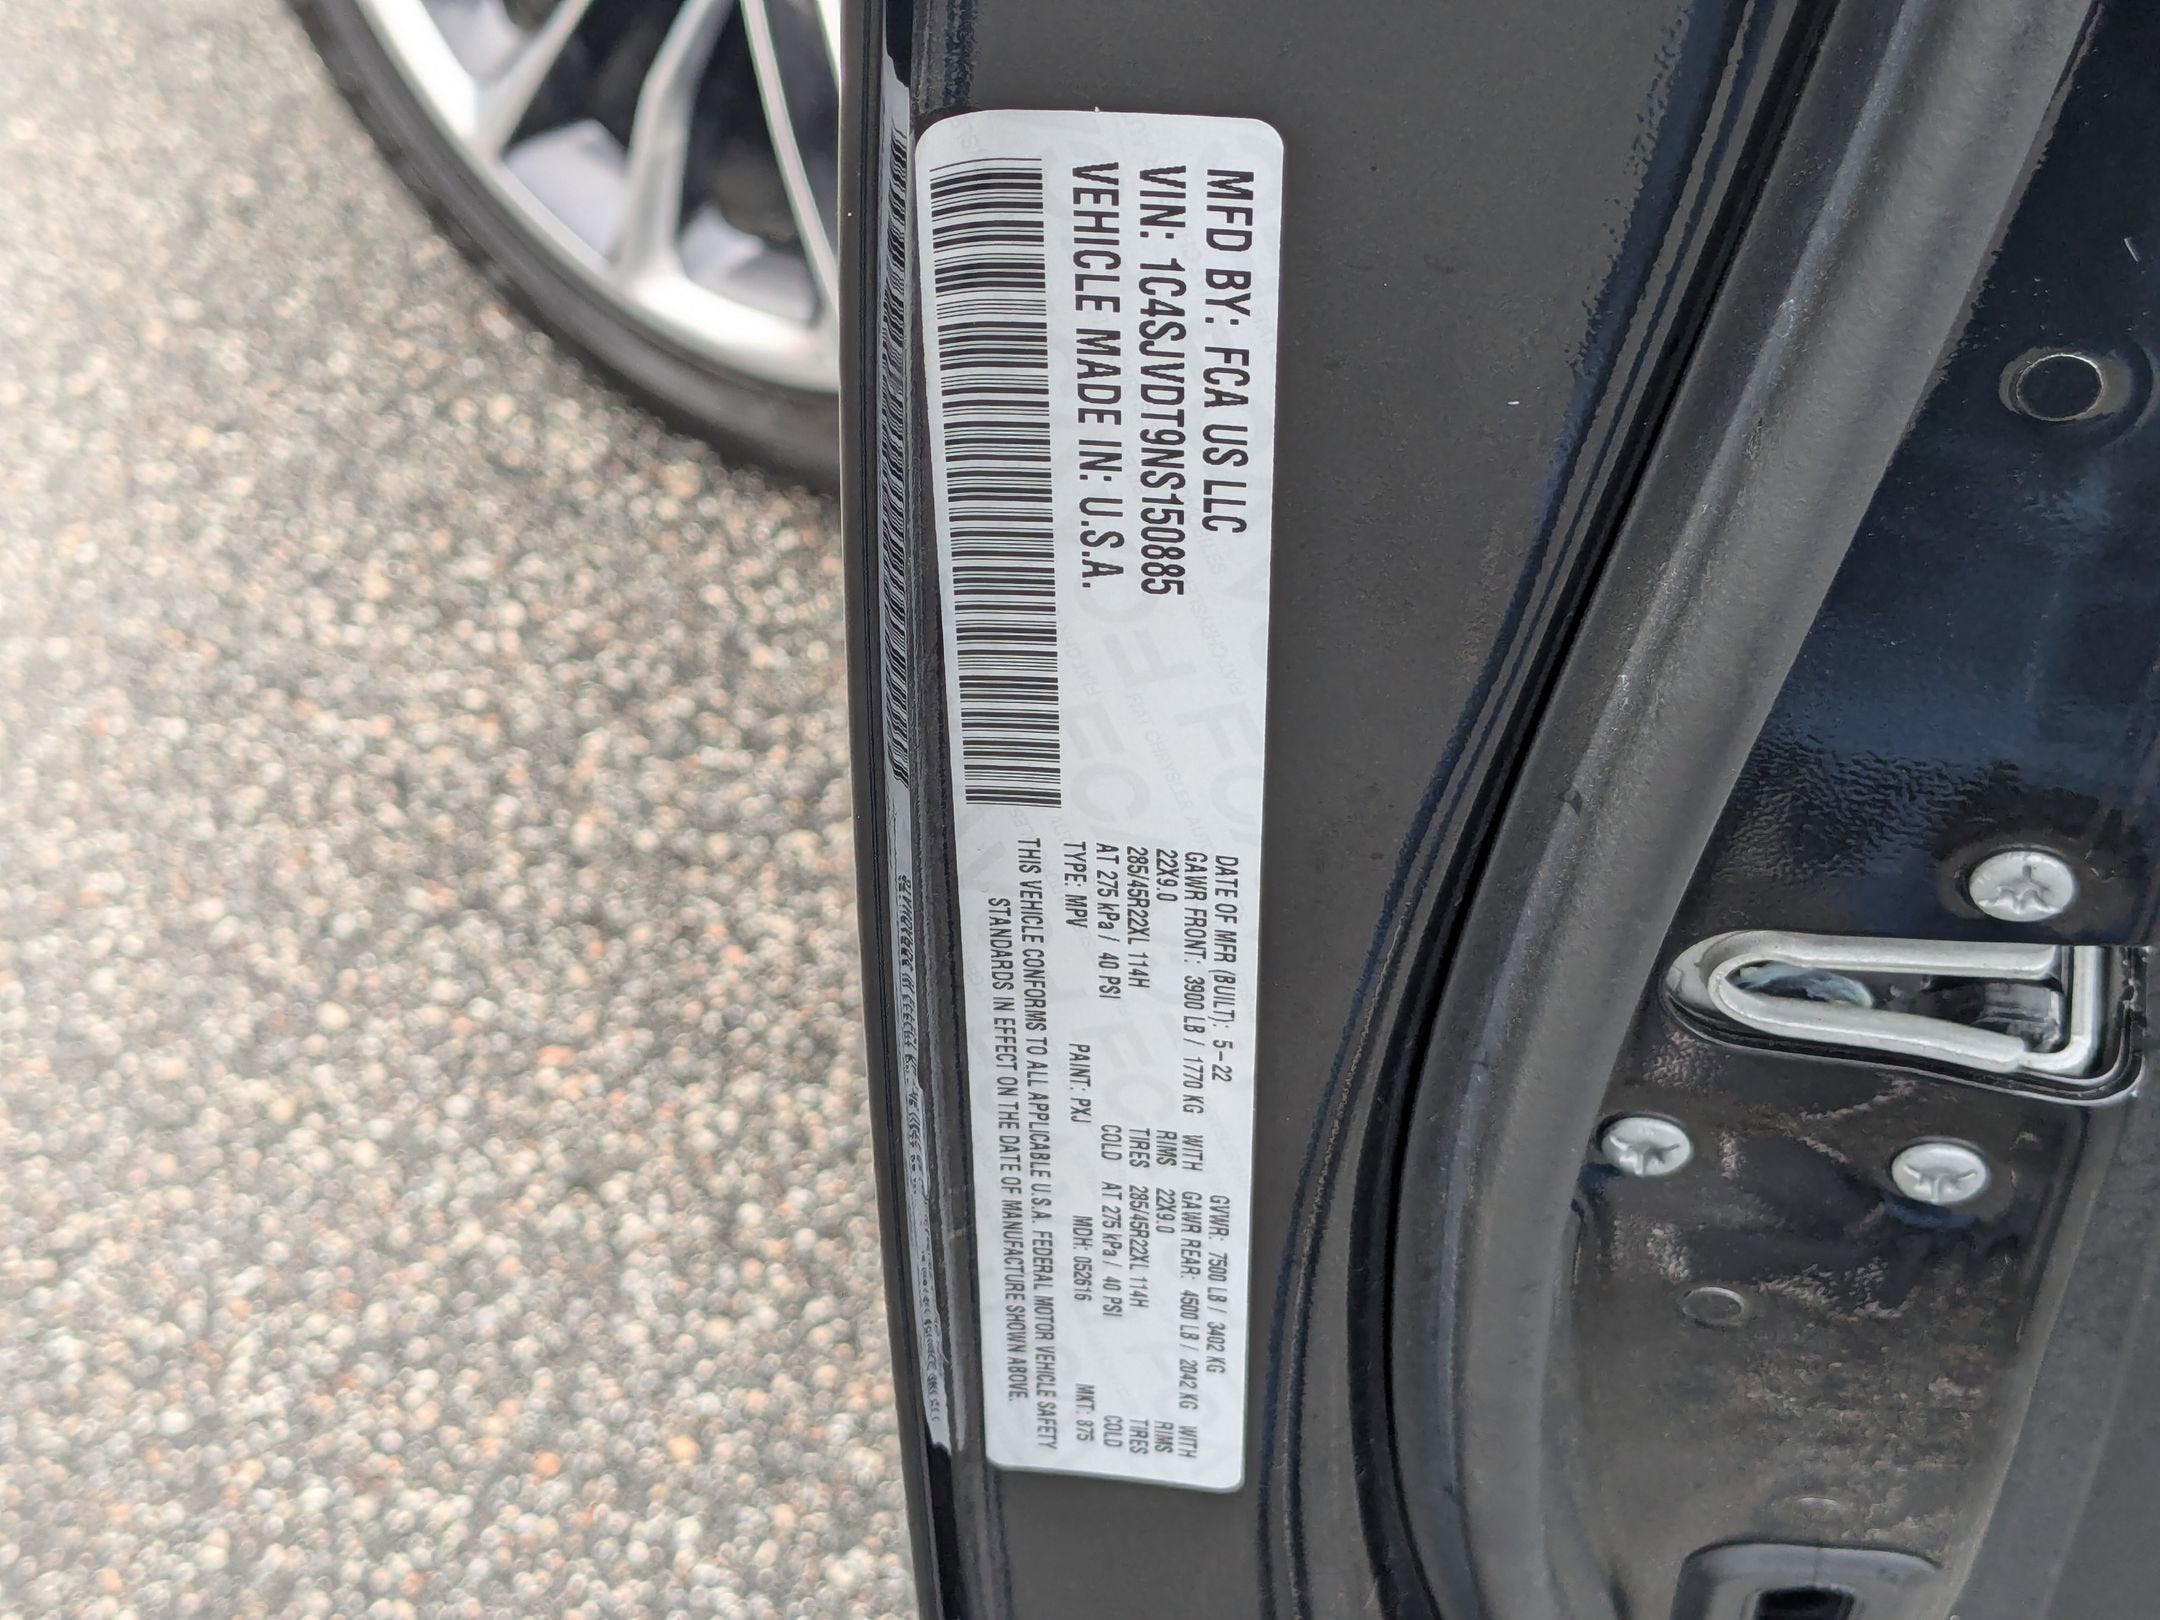 MFD BY: FCA US LLC
VIN: 1C4SJVDT9NS150885
VEHICLE MADE IN: U.S.A.
DATE OF MFR (BUILT): 5-22 GVWR: 7500 LB / 3402 KG
GAWR FRONT: 3900 LB / 1770 KG WITH GAWR REAR: 4500 LB / 2042 KG WITH
22X9.0 RIMS 22X9.0 RIMS
285/45R22XL 114H TIRES 285/45R22XL 114H TIRES
AT 275 kPa / 40 PSI COLD AT 275 kPa / 40 PSI COLD
TYPE: MPV PAINT: PXJ MDH: 052616 MKT: 875
THIS VEHICLE CONFORMS TO ALL APPLICABLE U.S.A. FEDERAL MOTOR VEHICLE SAFETY
STANDARDS IN EFFECT ON THE DATE OF MANUFACTURE SHOWN ABOVE.